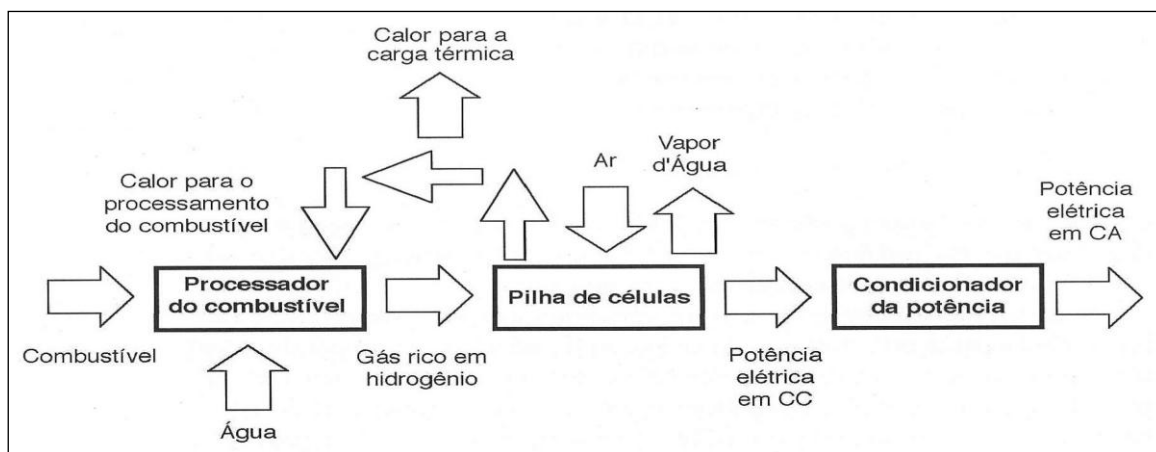 Calor para a
carga térmica
Ar
Vapor
d'Água
Calor para o
processamento
do combustível
Potência
elétrica
em CA
Processador
do combustível
Pilha de células
Condicionador
da potência
Combustível
Gás rico em
hidrogênio
Potência
elétrica
em CC
Água